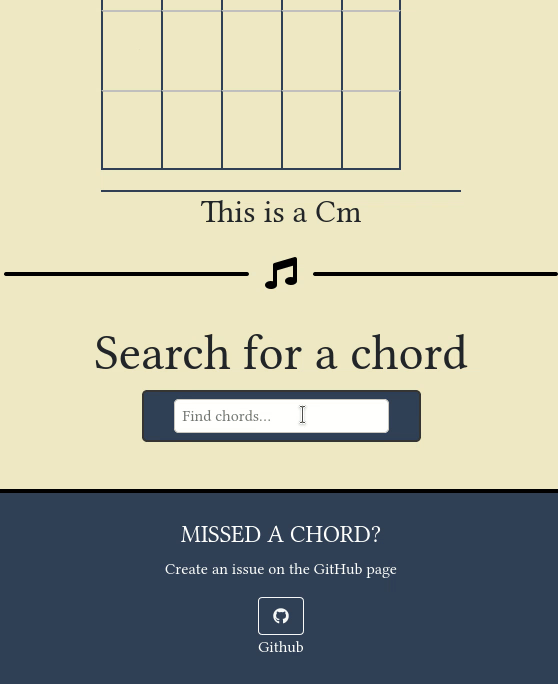 This is a Cm
Search for a chord
Find chords...
MISSED A CHORD?
Create an issue on the GitHub page
Github